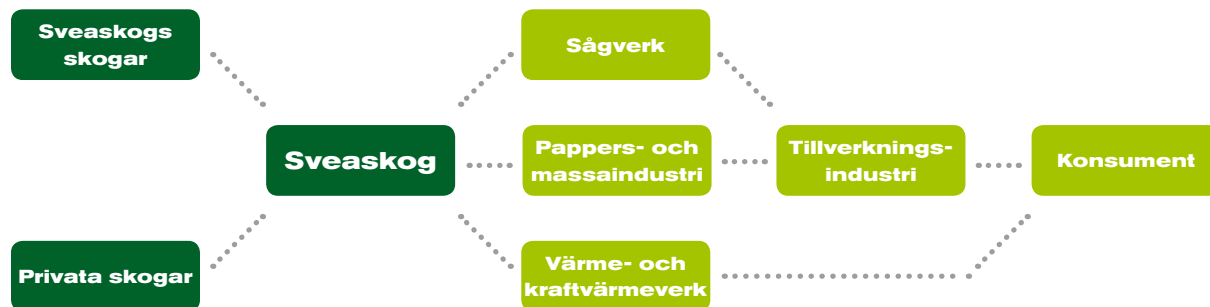 Sveaskogs
skogar
Sågverk
Sveaskog
Pappers- och
massaindustri
Tillverknings-
industri
Konsument
Privata skogar
Värme- och
kraftvärmeverk